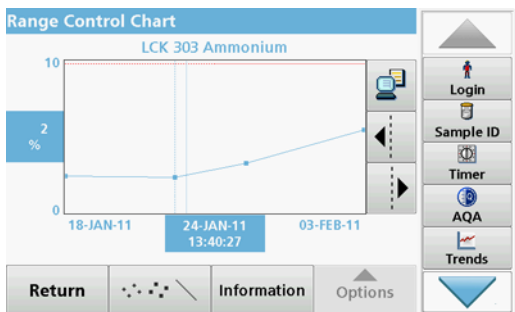 Range Control Chart
LCK 303 Ammonium
10
2
%
0
18-JAN-11
24-JAN-11
13:40:27
03-FEB-11
Return
Information
Options
Login
Sample ID
Timer
AQA
Trends